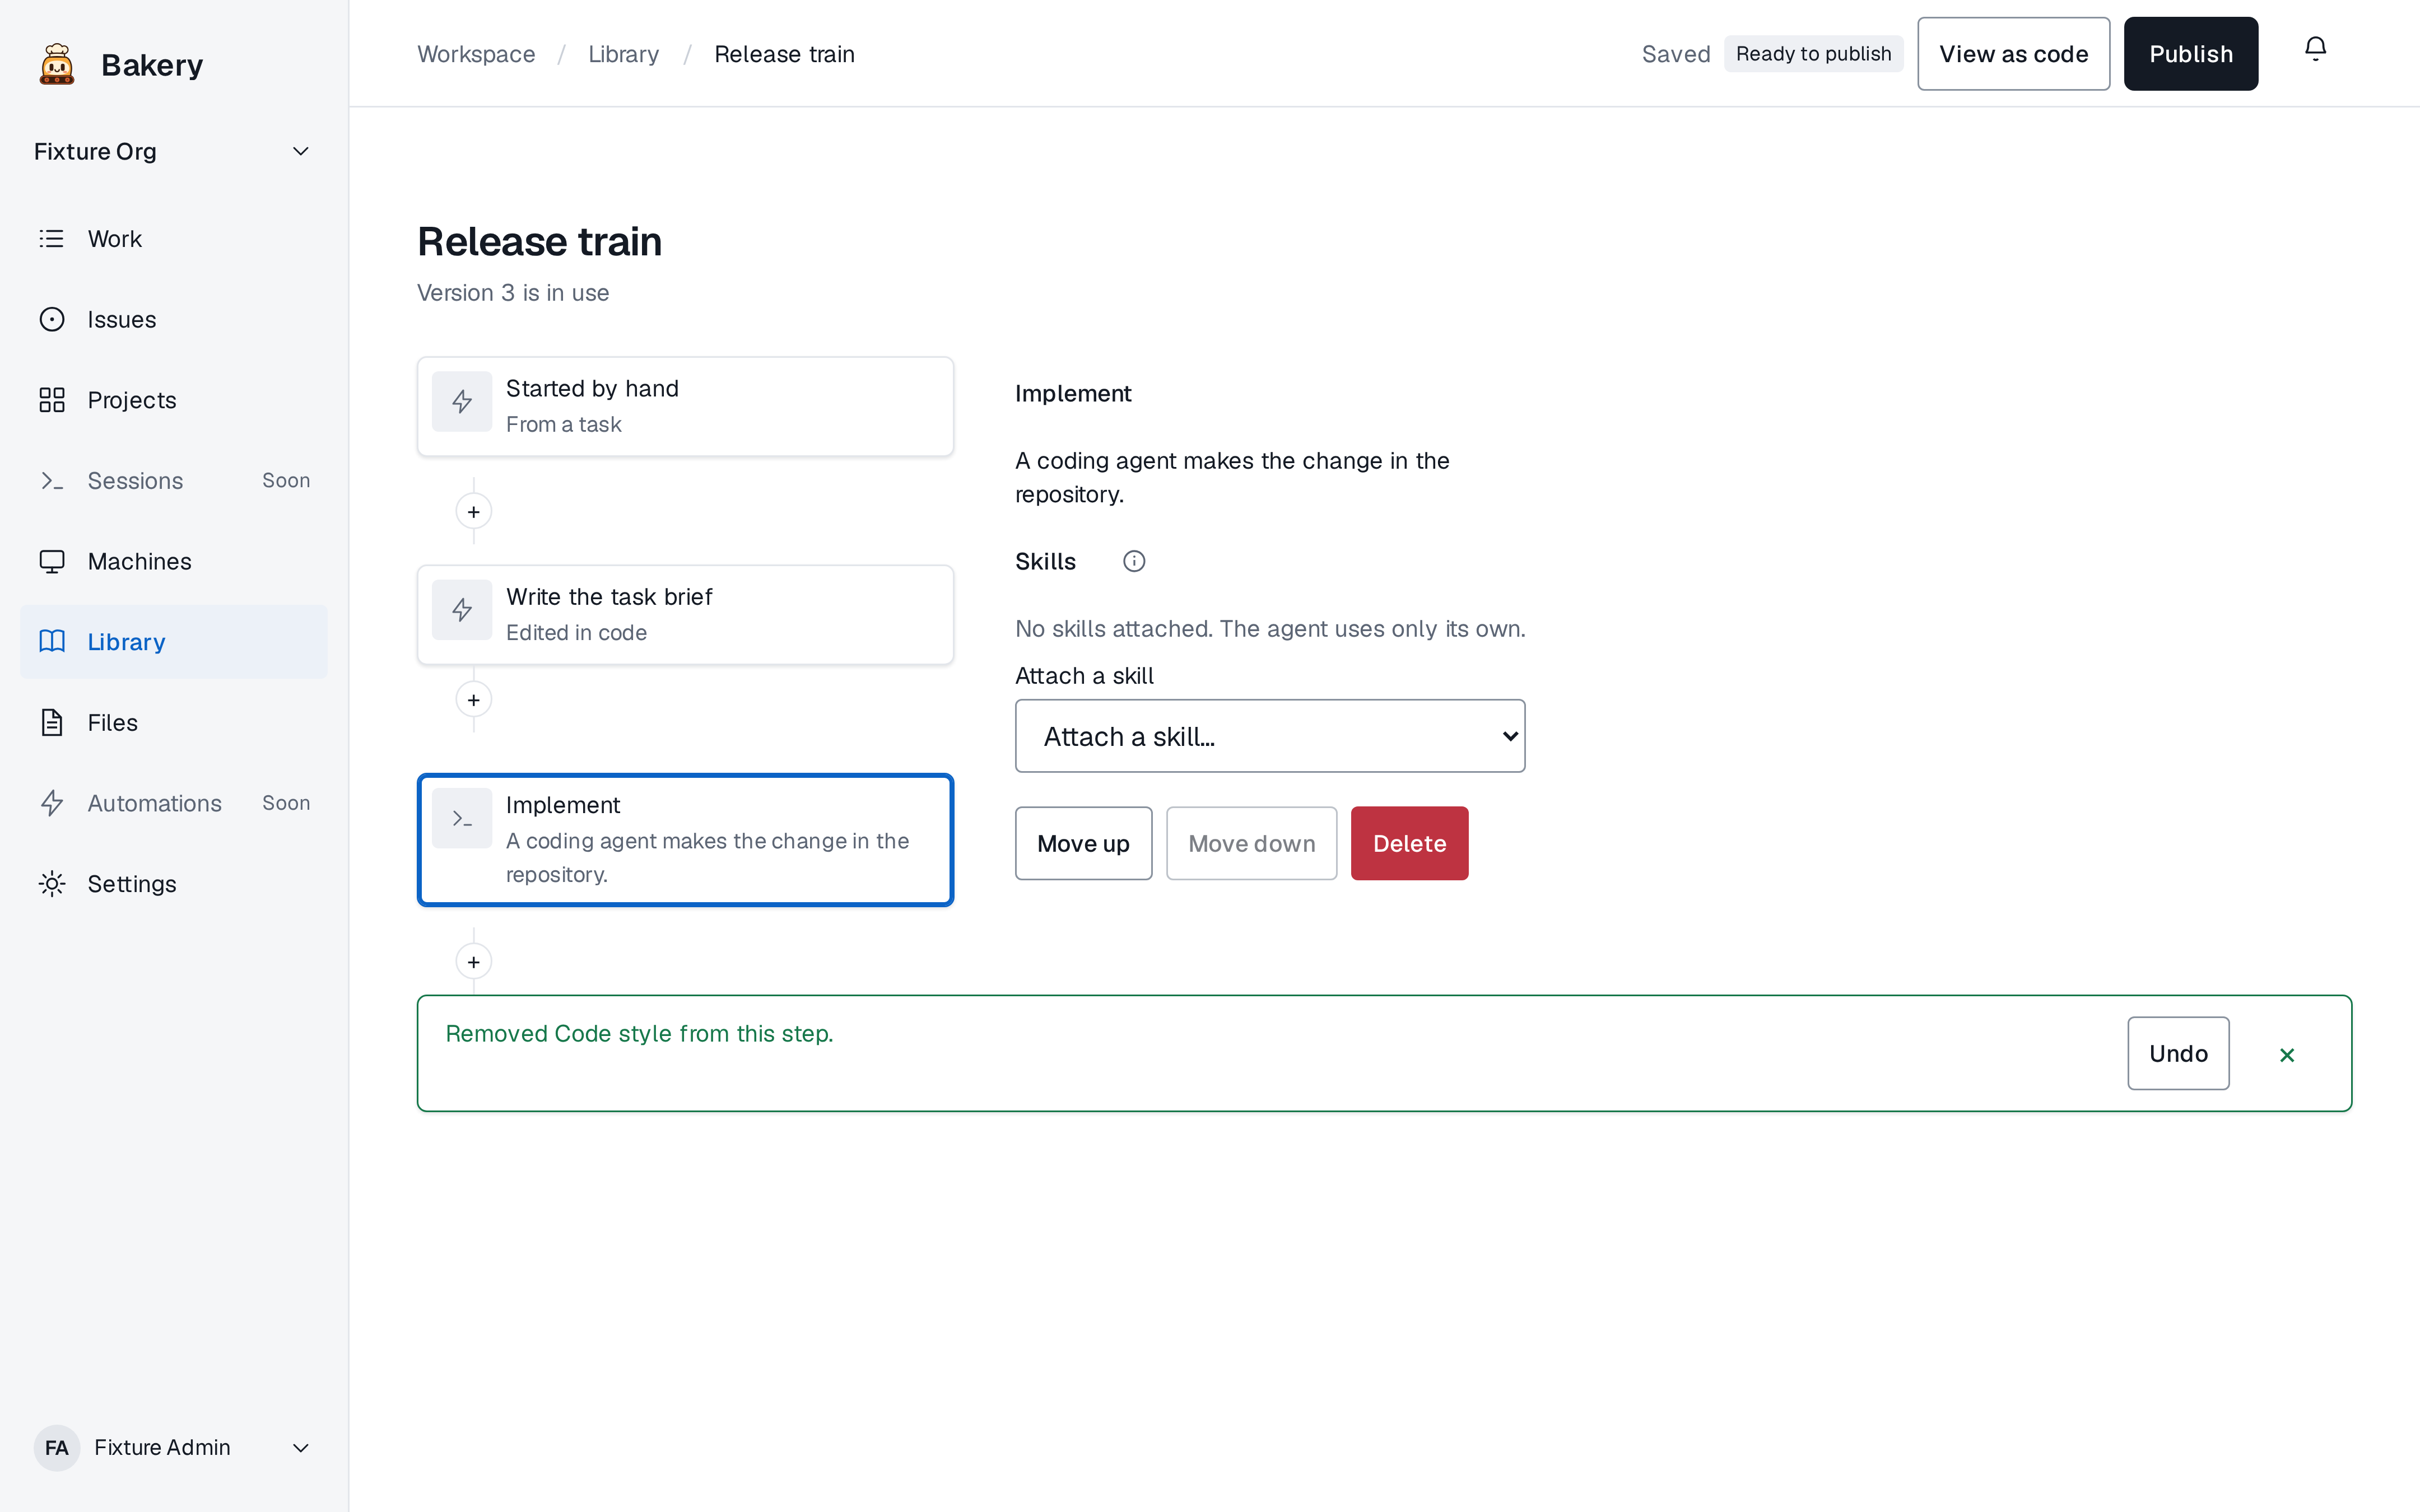 Bakery
Fixture Org
Work
Issues
Projects
Sessions Soon
Machines
Library
Files
Automations Soon
Settings
FA Fixture Admin
Workspace / Library / Release train
Saved Ready to publish View as code Publish
Release train
Version 3 is in use
Started by hand
From a task
+
Write the task brief
Edited in code
+
Implement
A coding agent makes the change in the
repository.
+
Implement
A coding agent makes the change in the
repository.
Skills
No skills attached. The agent uses only its own.
Attach a skill
Attach a skill...
Move up Move down Delete
Removed Code style from this step.
Undo ×